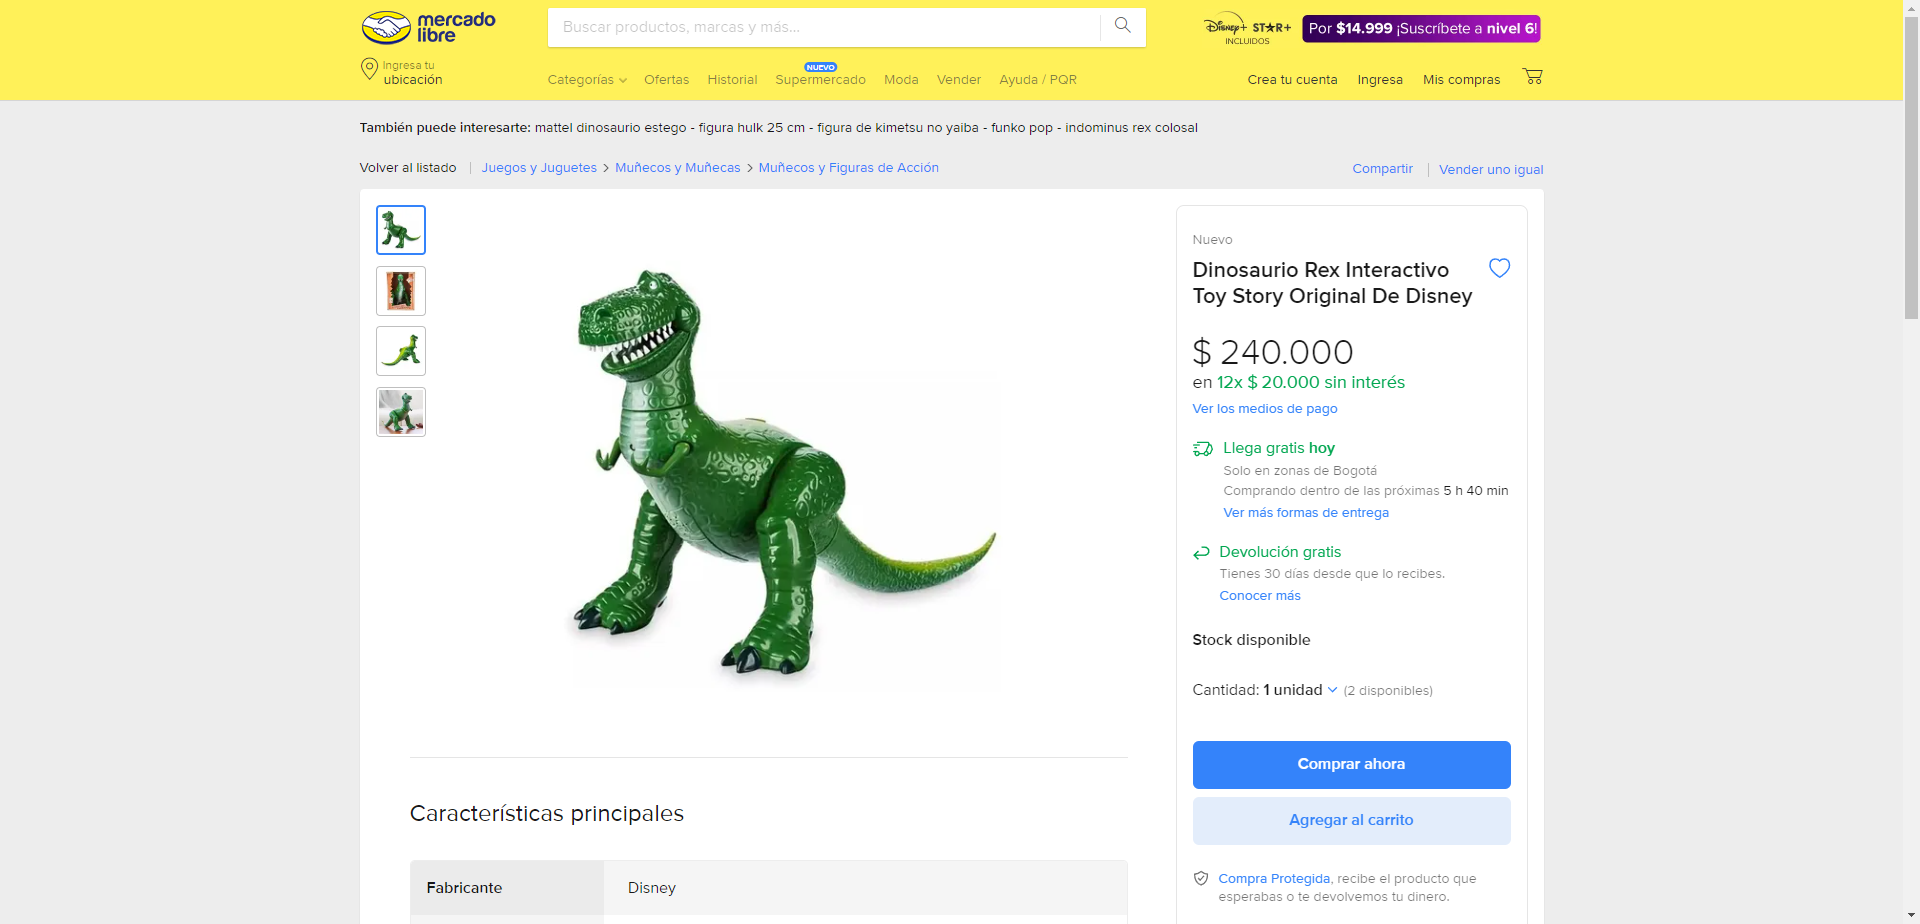 mercado
libre
Buscar productos, marcas y más...
Disney+ STAR+
INCLUIDOS
Por $14.999 ¡Suscríbete a nivel 6!
Ingresa tu
ubicación
Categorías
Ofertas
Historial
NUEVO
Supermercado
Moda
Vender
Ayuda / PQR
Crea tu cuenta
Ingresa
Mis compras
También puede interesarte: mattel dinosaurio estego - figura hulk 25 cm - figura de kimetsu no yaiba - funko pop - indominus rex colosal
Volver al listado | Juegos y Juguetes > Muñecos y Muñecas > Muñecos y Figuras de Acción
Compartir | Vender uno igual
Nuevo
Dinosaurio Rex Interactivo
Toy Story Original De Disney
$ 240.000
en 12x $ 20.000 sin interés
Ver los medios de pago
Llega gratis hoy
Solo en zonas de Bogotá
Comprando dentro de las próximas 5 h 40 min
Ver más formas de entrega
Devolución gratis
Tienes 30 días desde que lo recibes.
Conocer más
Stock disponible
Cantidad: 1 unidad (2 disponibles)
Comprar ahora
Agregar al carrito
Compra Protegida, recibe el producto que
esperabas o te devolvemos tu dinero.
Características principales
Fabricante
Disney